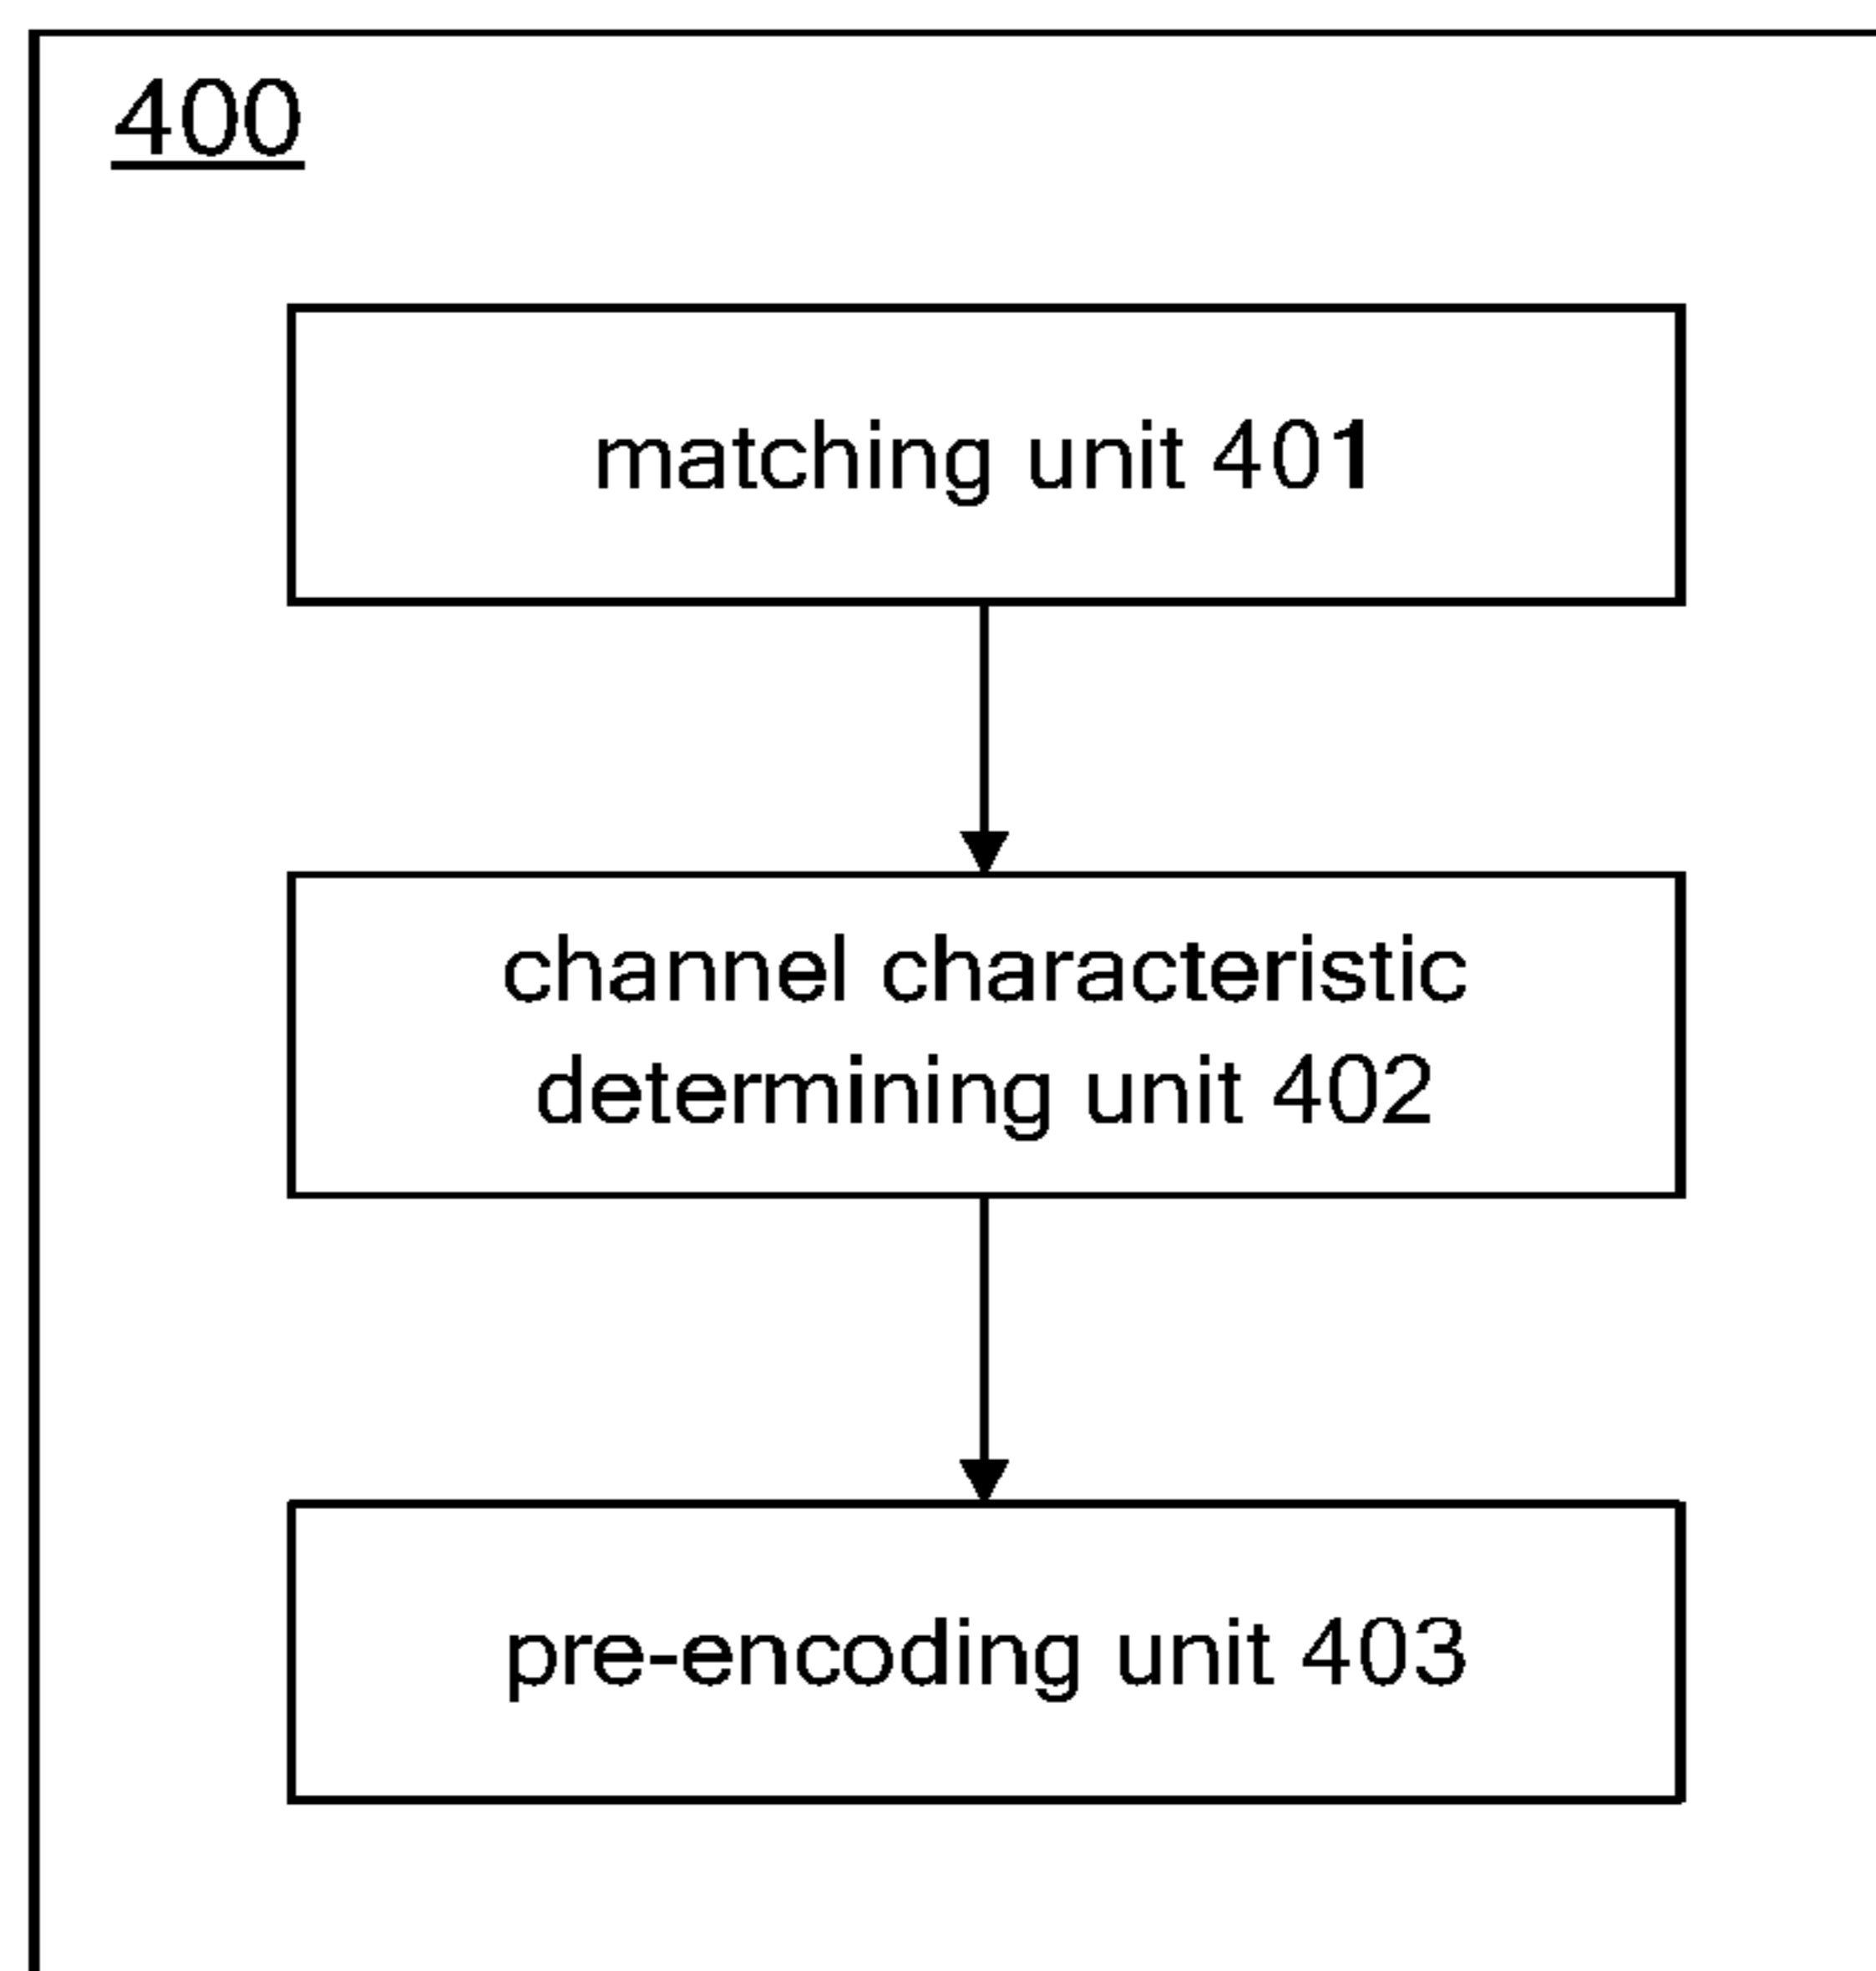 400
matching unit 401
channel characteristic
determining unit 402
pre-encoding unit 403